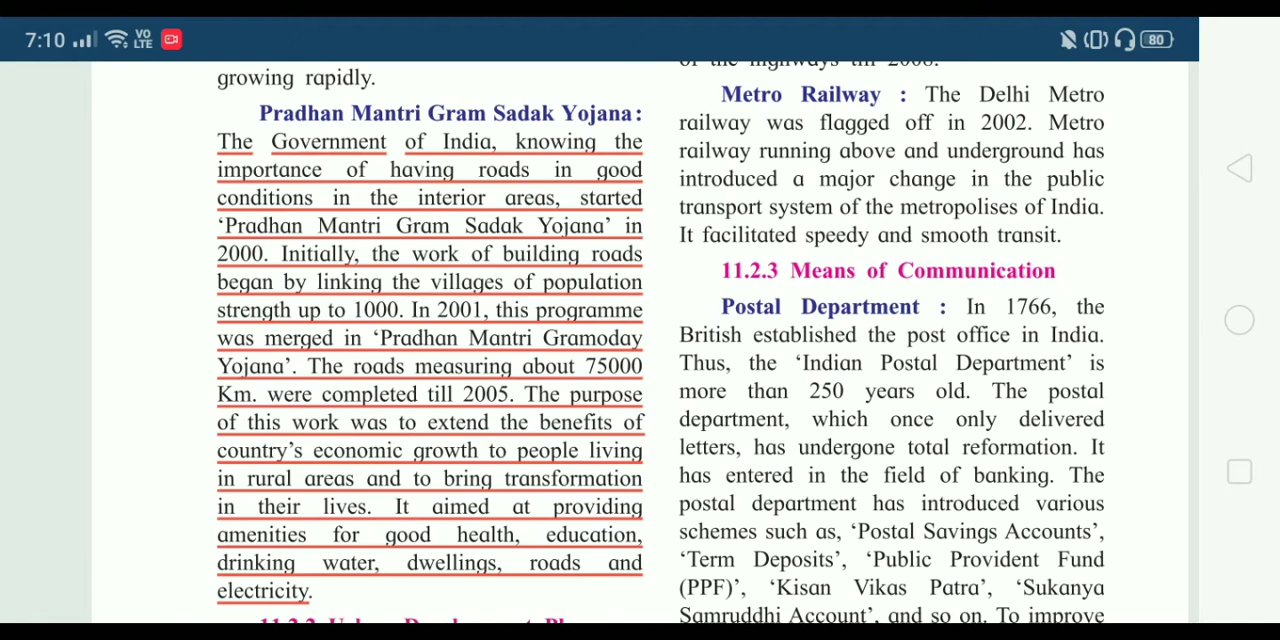 7:10 VO LTE 80
growing rapidly.
Pradhan Mantri Gram Sadak Yojana :
The Government of India, knowing the
importance of having roads in good
conditions in the interior areas, started
‘Pradhan Mantri Gram Sadak Yojana’ in
2000. Initially, the work of building roads
began by linking the villages of population
strength up to 1000. In 2001, this programme
was merged in ‘Pradhan Mantri Gramoday
Yojana’. The roads measuring about 75000
Km. were completed till 2005. The purpose
of this work was to extend the benefits of
country’s economic growth to people living
in rural areas and to bring transformation
in their lives. It aimed at providing
amenities for good health, education,
drinking water, dwellings, roads and
electricity.
11.2.2 Urban Development
of the highways till 2008.
Metro Railway : The Delhi Metro
railway was flagged off in 2002. Metro
railway running above and underground has
introduced a major change in the public
transport system of the metropolises of India.
It facilitated speedy and smooth transit.
11.2.3 Means of Communication
Postal Department : In 1766, the
British established the post office in India.
Thus, the ‘Indian Postal Department’ is
more than 250 years old. The postal
department, which once only delivered
letters, has undergone total reformation. It
has entered in the field of banking. The
postal department has introduced various
schemes such as, ‘Postal Savings Accounts’,
‘Term Deposits’, ‘Public Provident Fund
(PPF)’, ‘Kisan Vikas Patra’, ‘Sukanya
Samruddhi Account’, and so on. To improve